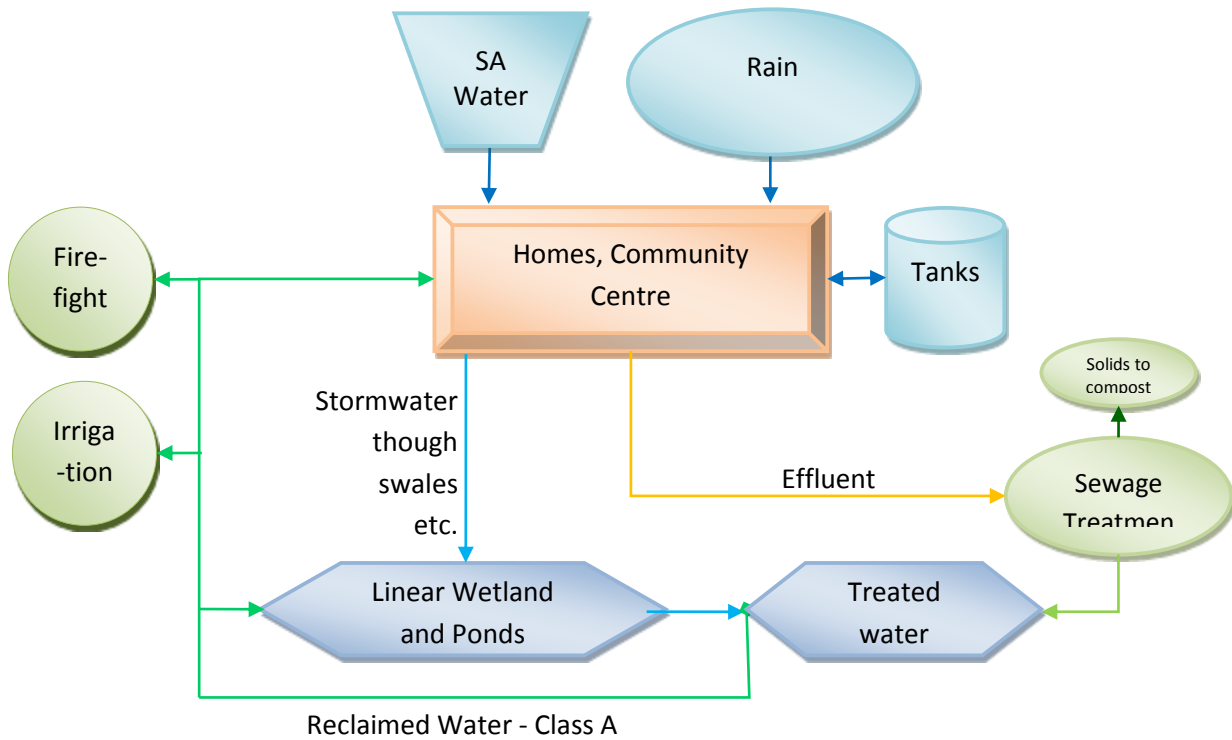 SA
Water
Rain
Fire-
fight
Homes, Community
Centre
Tanks
Solids to
compost
Irriga
-tion
Stormwater
though
swales
etc.
Effluent
Sewage
Treatmen
Linear Wetland
and Ponds
Treated
water
Reclaimed Water - Class A